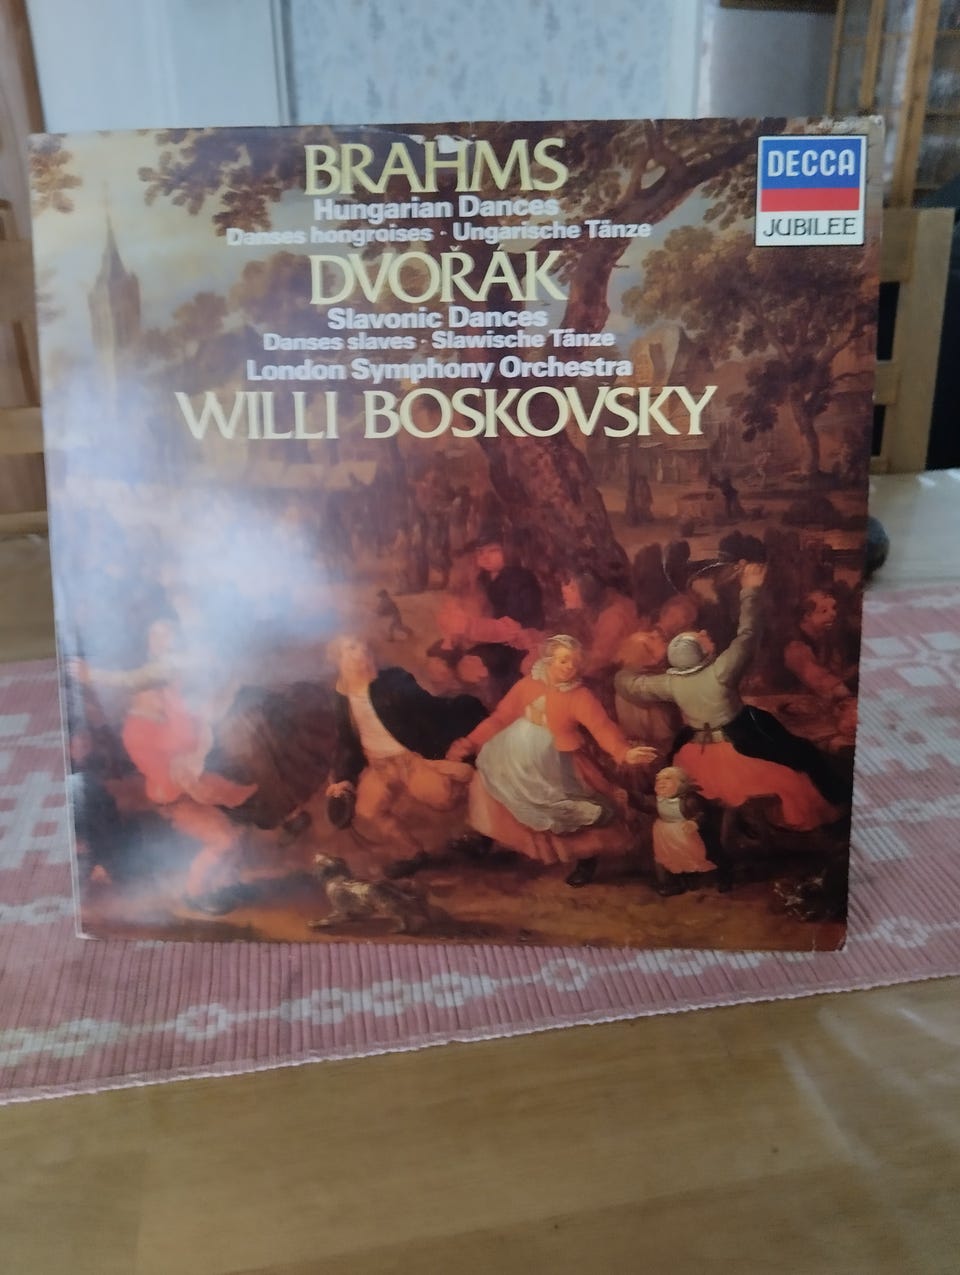 BRAHMS
Hungarian Dances
Danses hongroises · Ungarische Tänze
DVOŘÁK
Slavonic Dances
Danses slaves · Slawische Tänze
London Symphony Orchestra
WILLI BOSKOVSKY
DECCA
JUBILEE